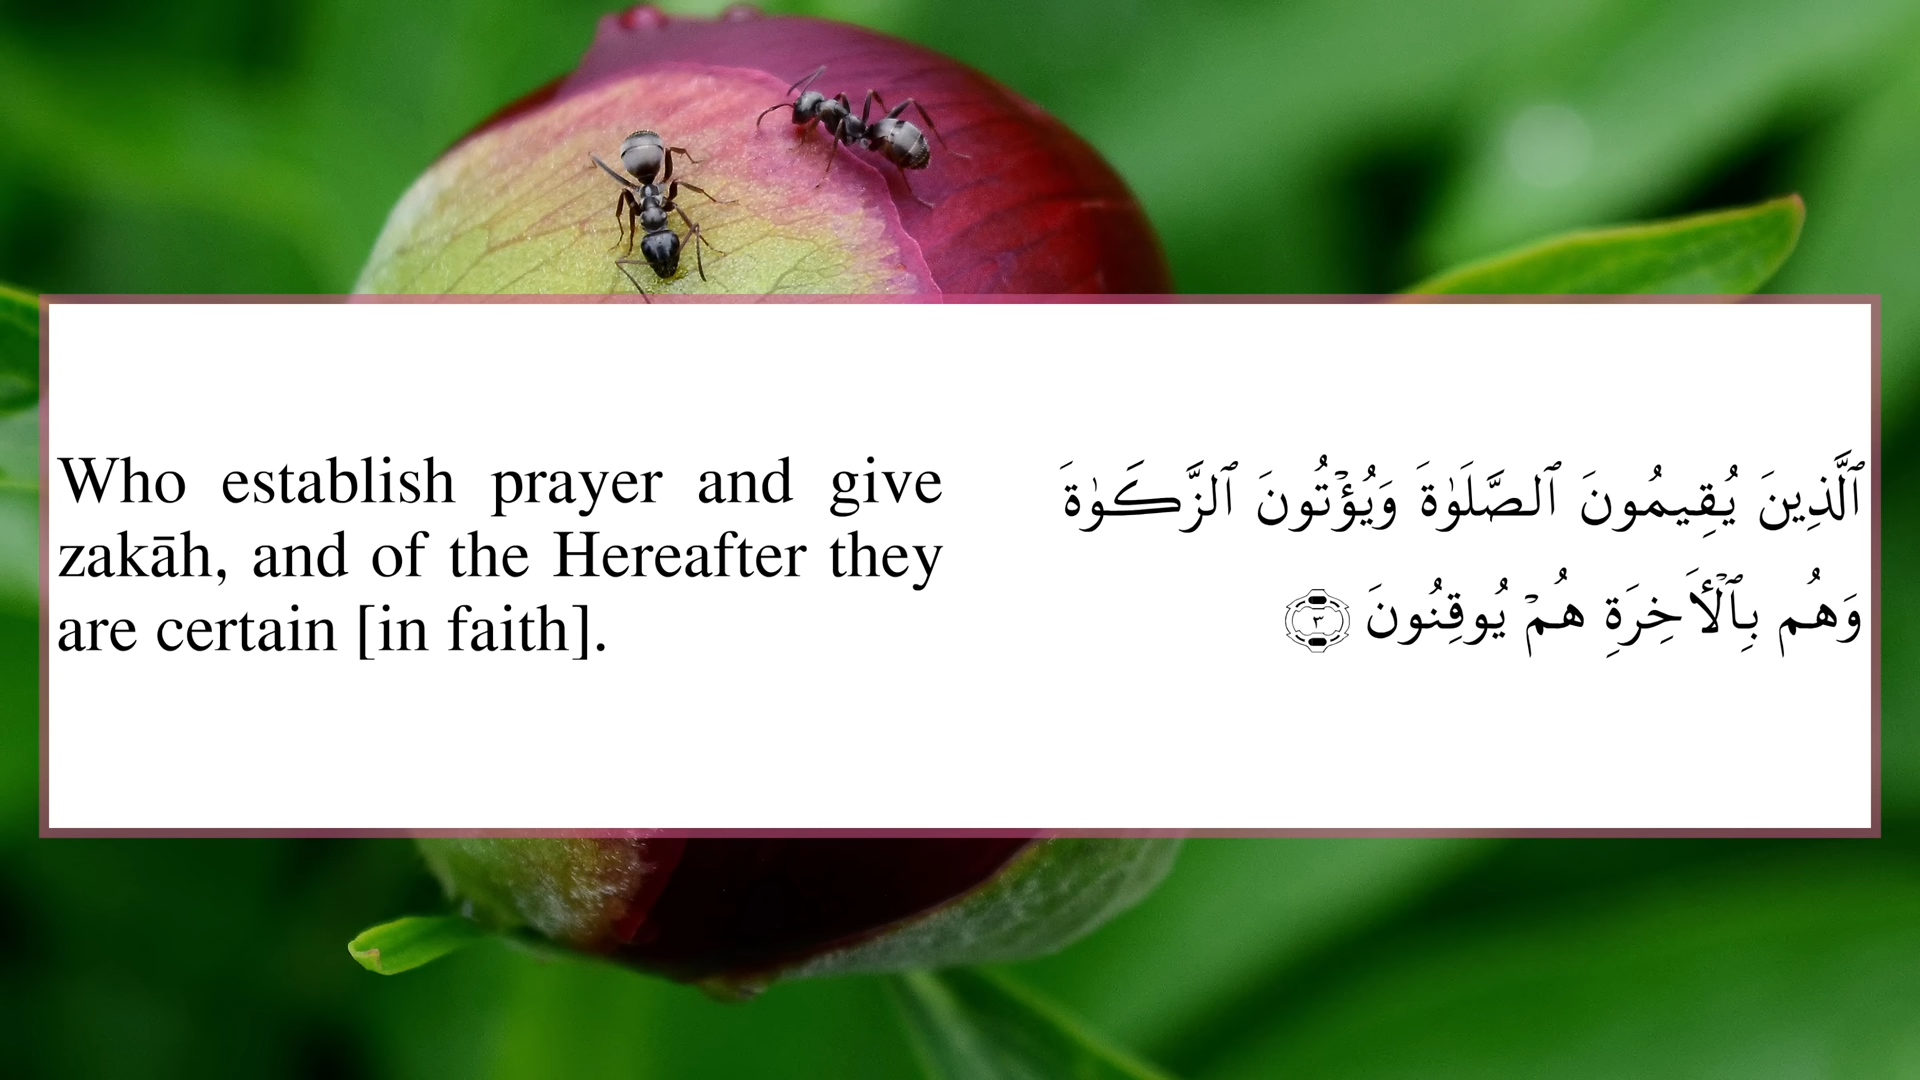 Who establish prayer and give
zakāh, and of the Hereafter they
are certain [in faith].
ٱلَّذِينَ يُقِيمُونَ ٱلصَّلَوٰةَ وَيُؤْتُونَ ٱلزَّكَوٰةَ
وَهُم بِٱلْـَٔاخِرَةِ هُمْ يُوقِنُونَ ٣